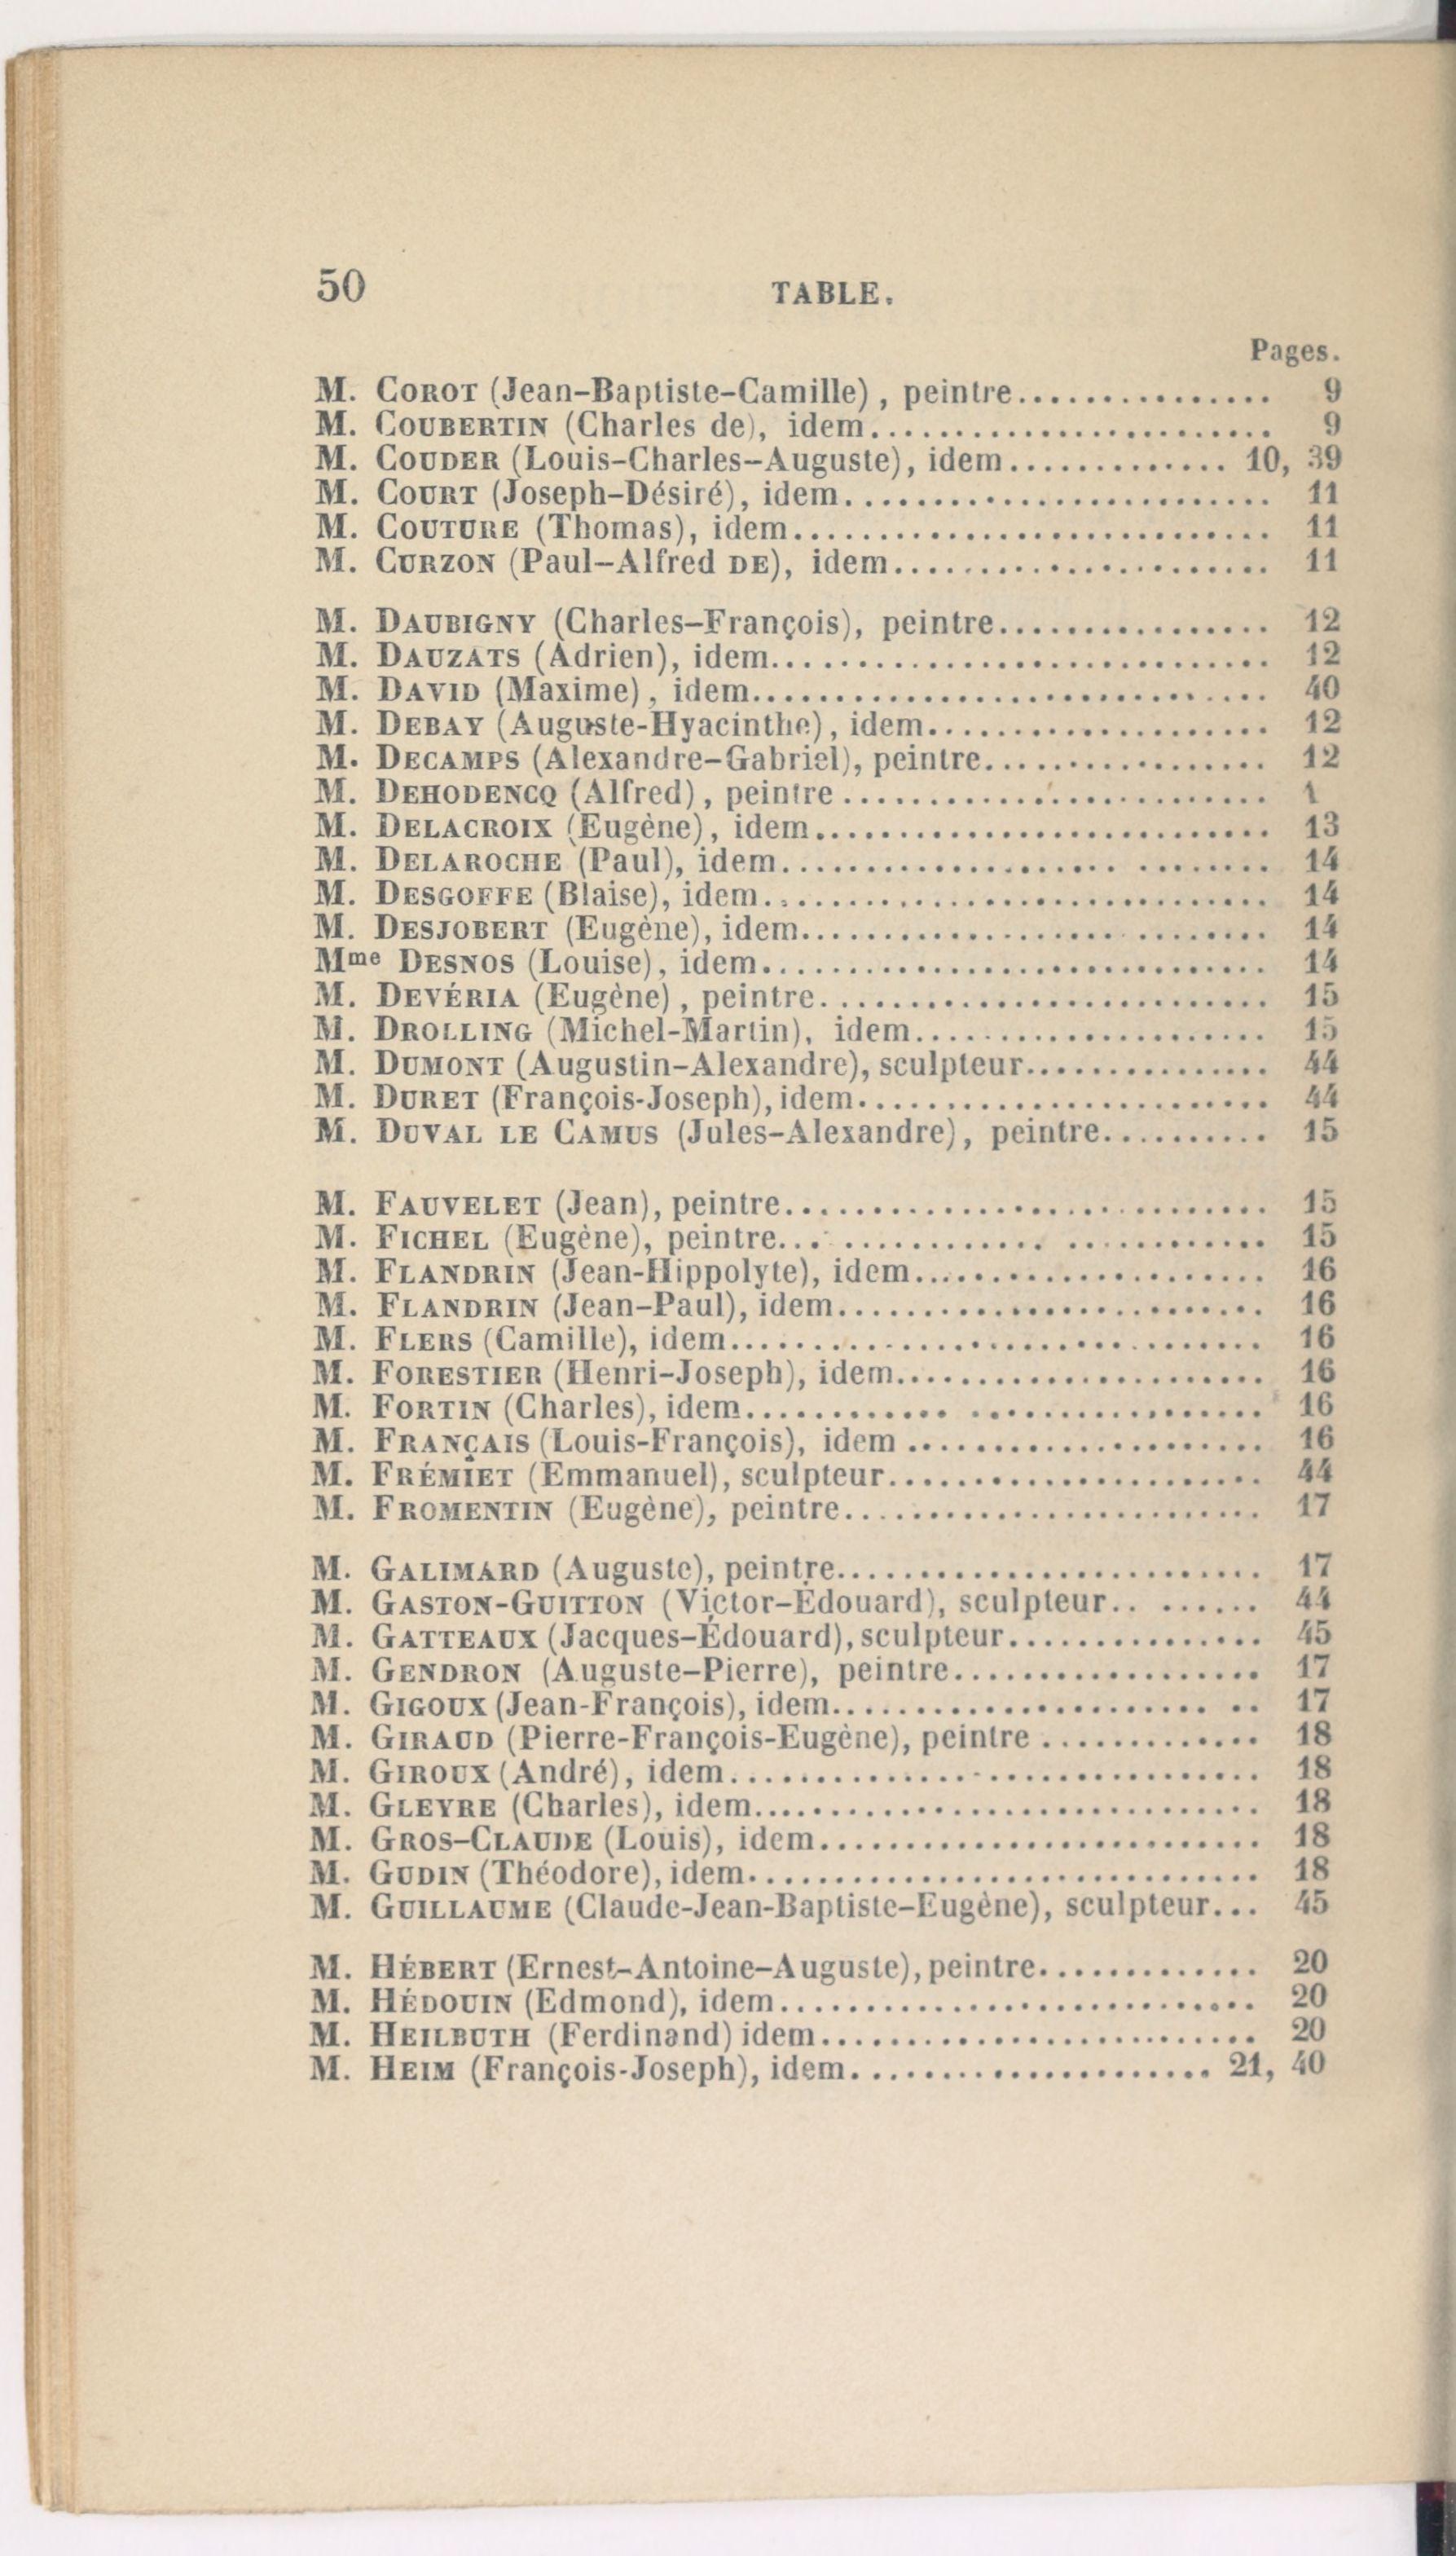 50
TABLE.
Pages.
M. COROT (Jean-Baptiste-Camille), peintre............... 9
M. COUBERTIN (Charles de), idem........................ 9
M. COUDER (Louis-Charles-Auguste), idem............. 10, 39
M. COURT (Joseph-Désiré), idem......................... 11
M. COUTURE (Thomas), idem............................ 11
M. CURZON (Paul-Alfred DE), idem...................... 11
M. DAUBIGNY (Charles-François), peintre................ 12
M. DAUZATS (Adrien), idem............................. 12
M. DAVID (Maxime), idem............................... 40
M. DEBAY (Auguste-Hyacinthe), idem.................... 12
M. DECAMPS (Alexandre-Gabriel), peintre................. 12
M. DEHODENCQ (Alfred), peintre ......................... 1
M. DELACROIX (Eugène), idem........................... 13
M. DELAROCHE (Paul), idem............................. 14
M. DESGOFFE (Blaise), idem.............................. 14
M. DESJOBERT (Eugène), idem........................... 14
Mme DESNOS (Louise), idem.............................. 14
M. DEVÉRIA (Eugène), peintre........................... 15
M. DROLLING (Michel-Martin), idem..................... 15
M. DUMONT (Augustin-Alexandre), sculpteur............... 44
M. DURET (François-Joseph), idem........................ 44
M. DUVAL LE CAMUS (Jules-Alexandre), peintre.......... 15
M. FAUVELET (Jean), peintre............................. 15
M. FICHEL (Eugène), peintre............................. 15
M. FLANDRIN (Jean-Hippolyte), idem..................... 16
M. FLANDRIN (Jean-Paul), idem......................... 16
M. FLERS (Camille), idem................................ 16
M. FORESTIER (Henri-Joseph), idem...................... 16
M. FORTIN (Charles), idem............................... 16
M. FRANÇAIS (Louis-François), idem ..................... 16
M. FRÉMIET (Emmanuel), sculpteur...................... 44
M. FROMENTIN (Eugène), peintre......................... 17
M. GALIMARD (Auguste), peintre......................... 17
M. GASTON-GUITTON (Victor-Édouard), sculpteur.. ...... 44
M. GATTEAUX (Jacques-Édouard), sculpteur............... 45
M. GENDRON (Auguste-Pierre), peintre.................. 17
M. GIGOUX (Jean-François), idem........................ 17
M. GIRAUD (Pierre-François-Eugène), peintre ............. 18
M. GIROUX (André), idem................................ 18
M. GLEYRE (Charles), idem.............................. 18
M. GROS-CLAUDE (Louis), idem.......................... 18
M. GUDIN (Théodore), idem.............................. 18
M. GUILLAUME (Claude-Jean-Baptiste-Eugène), sculpteur... 45
M. HÉBERT (Ernest-Antoine-Auguste), peintre............. 20
M. HÉDOUIN (Edmond), idem............................ 20
M. HEILBUTH (Ferdinand) idem.......................... 20
M. HEIM (François-Joseph), idem...................... 21, 40